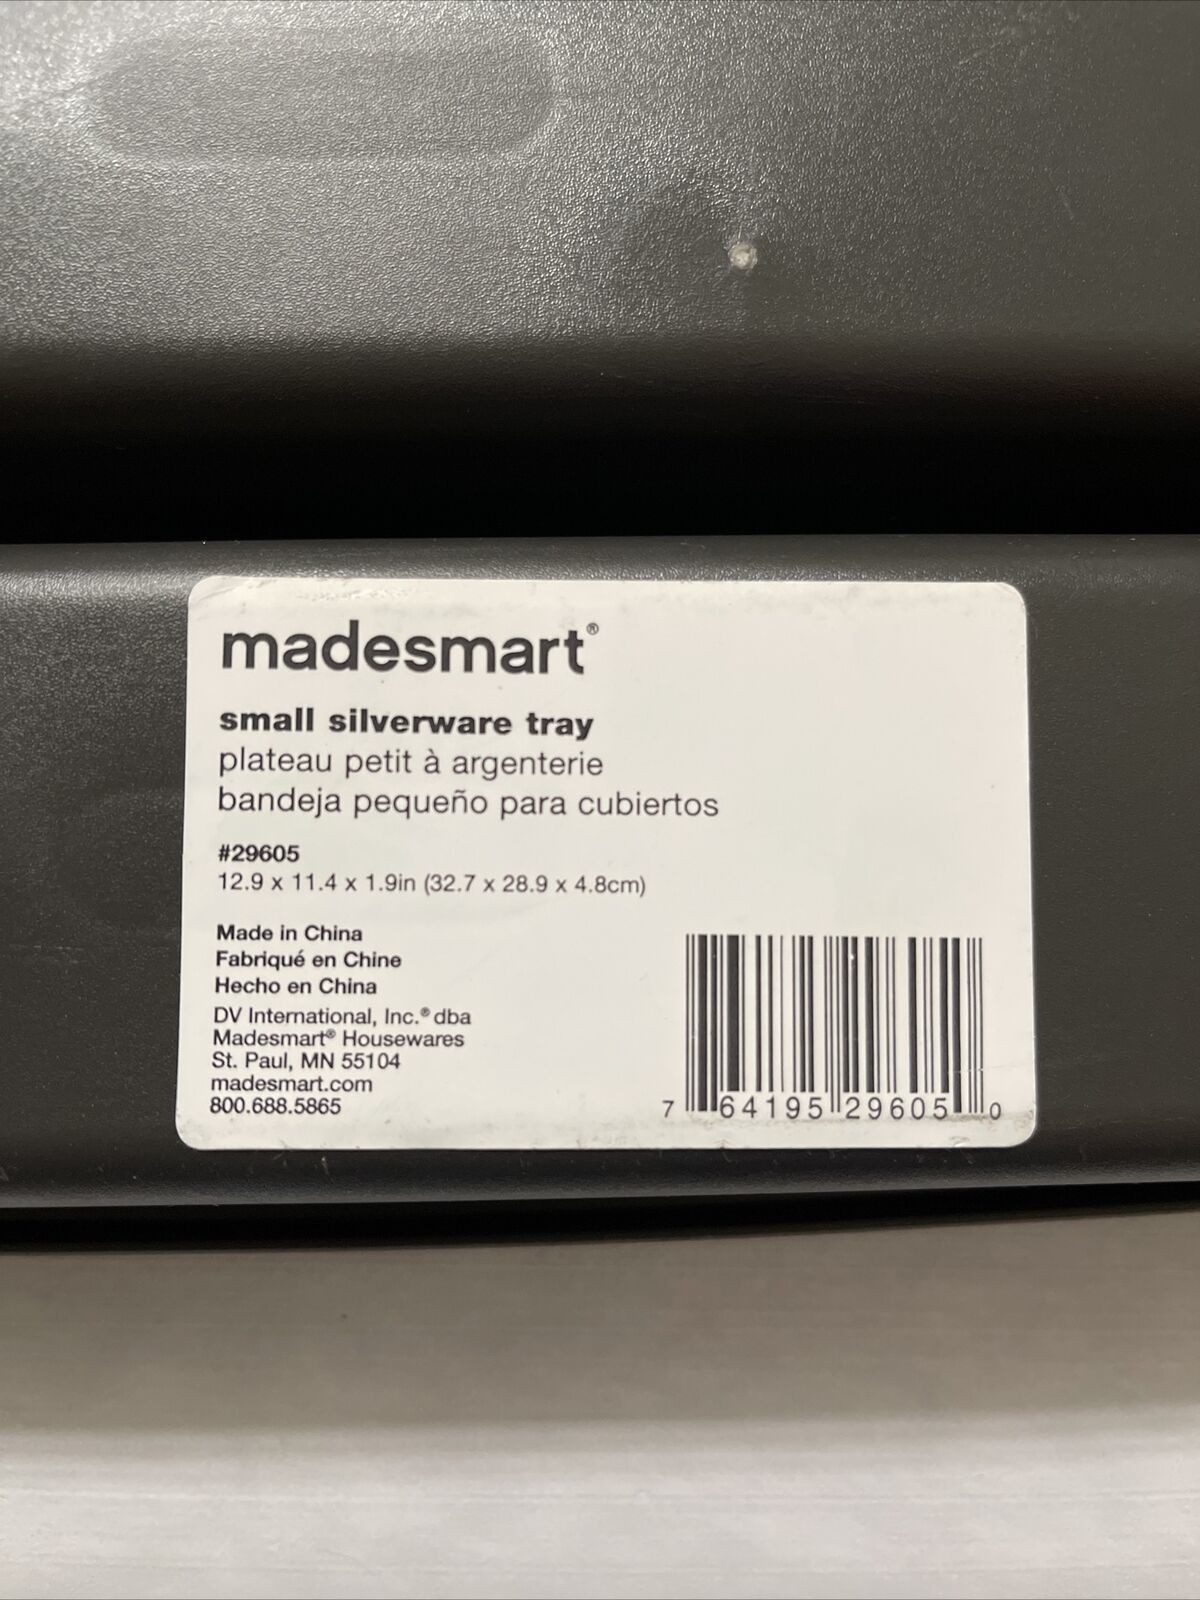 madesmart®
small silverware tray
plateau petit à argenterie
bandeja pequeño para cubiertos
#29605
12.9 x 11.4 x 1.9in (32.7 x 28.9 x 4.8cm)
Made in China
Fabriqué en Chine
Hecho en China
DV International, Inc.® dba
Madesmart® Housewares
St. Paul, MN 55104
madesmart.com
800.688.5865
7 64195 29605 0